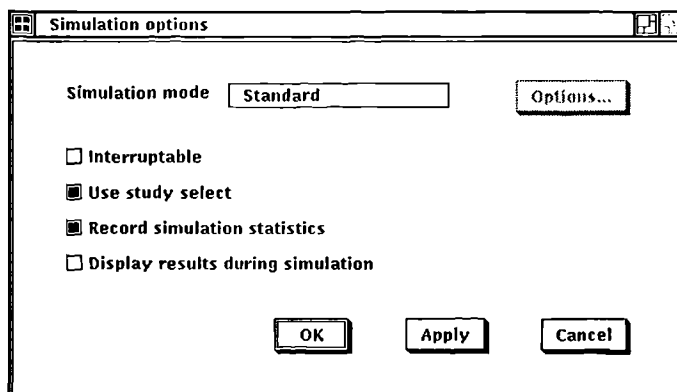 Simulation options
Simulation mode Standard Options...
Interruptable
Use study select
Record simulation statistics
Display results during simulation
OK Apply Cancel